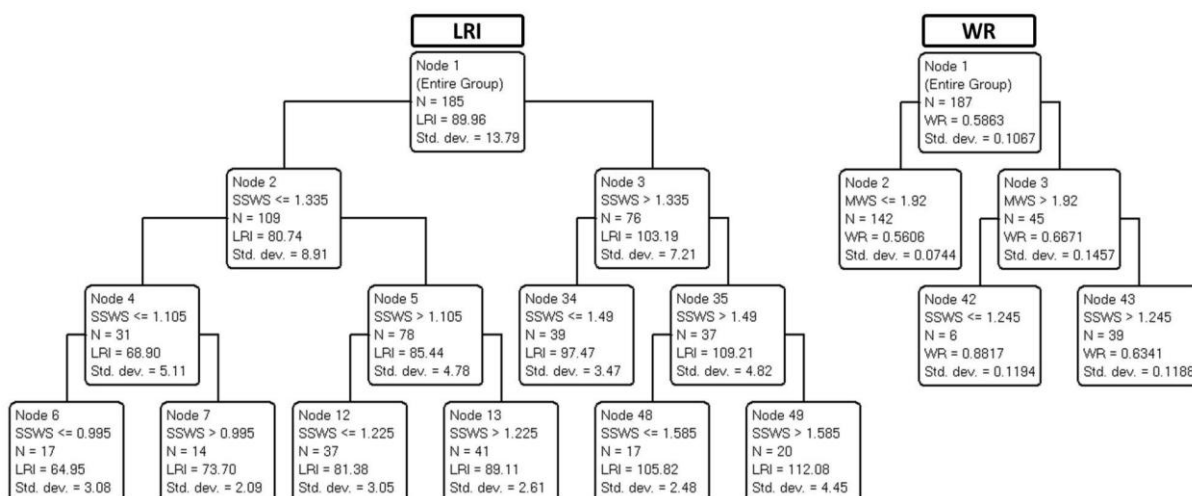 LRI
Node 1
(Entire Group)
N = 185
LRI = 89.96
Std. dev. = 13.79
Node 2
SSWS <= 1.335
N = 109
LRI = 80.74
Std. dev. = 8.91
Node 3
SSWS > 1.335
N = 76
LRI = 103.19
Std. dev. = 7.21
Node 4
SSWS <= 1.105
N = 31
LRI = 68.90
Std. dev. = 5.11
Node 5
SSWS > 1.105
N = 78
LRI = 85.44
Std. dev. = 4.78
Node 34
SSWS <= 1.49
N = 39
LRI = 97.47
Std. dev. = 3.47
Node 35
SSWS > 1.49
N = 37
LRI = 109.21
Std. dev. = 4.82
Node 6
SSWS <= 0.995
N = 17
LRI = 64.95
Std. dev. = 3.08
Node 7
SSWS > 0.995
N = 14
LRI = 73.70
Std. dev. = 2.09
Node 12
SSWS <= 1.225
N = 37
LRI = 81.38
Std. dev. = 3.05
Node 13
SSWS > 1.225
N = 41
LRI = 89.11
Std. dev. = 2.61
Node 48
SSWS <= 1.585
N = 17
LRI = 105.82
Std. dev. = 2.48
Node 49
SSWS > 1.585
N = 20
LRI = 112.08
Std. dev. = 4.45
WR
Node 1
(Entire Group)
N = 187
WR = 0.5863
Std. dev. = 0.1067
Node 2
MWS <= 1.92
N = 142
WR = 0.5606
Std. dev. = 0.0744
Node 3
MWS > 1.92
N = 45
WR = 0.6671
Std. dev. = 0.1457
Node 42
SSWS <= 1.245
N = 6
WR = 0.8817
Std. dev. = 0.1194
Node 43
SSWS > 1.245
N = 39
WR = 0.6341
Std. dev. = 0.1188